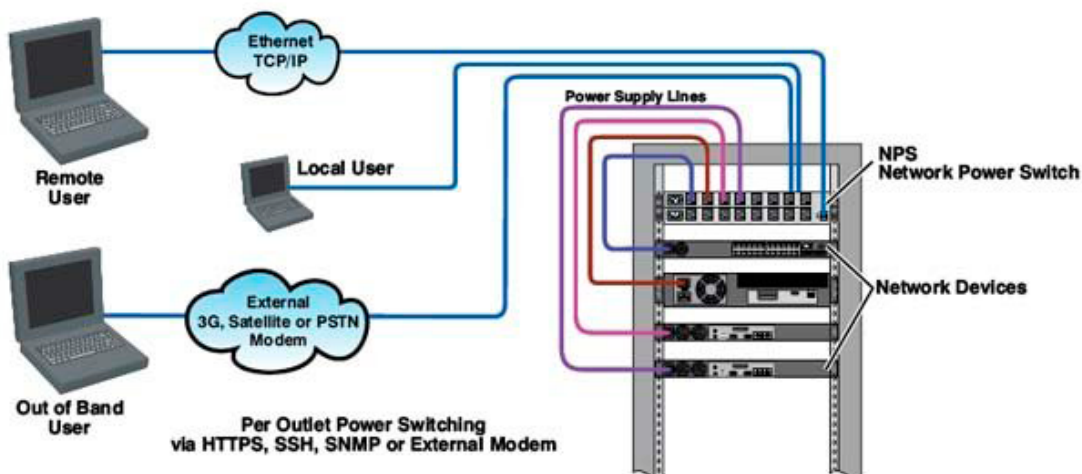 Ethernet
TCP/IP
Power Supply Lines
Remote
User
Local User
NPS
Network Power Switch
External
3G, Satellite or PSTN
Modem
Network Devices
Out of Band
User
Per Outlet Power Switching
via HTTPS, SSH, SNMP or External Modem